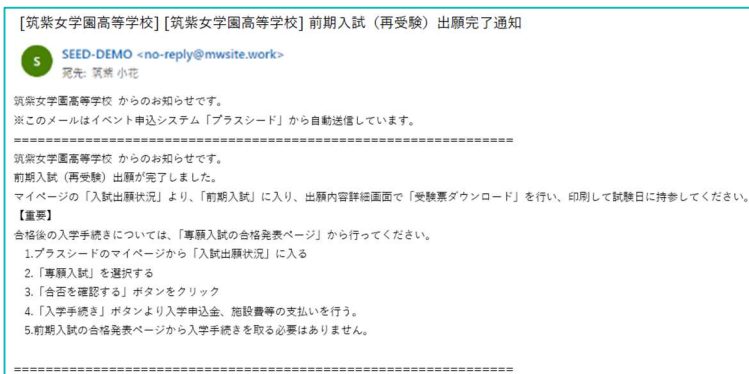 [筑紫女学園高等学校] [筑紫女学園高等学校] 前期入試（再受験）出願完了通知
S
SEED-DEMO <no-reply@mwsite.work>
宛先: 筑紫 小花
筑紫女学園高等学校 からのお知らせです。
※このメールはイベント申込システム「プラスシード」から自動送信しています。
================================================================
筑紫女学園高等学校 からのお知らせです。
前期入試（再受験）出願が完了しました。
マイページの「入試出願状況」より、「前期入試」に入り、出願内容詳細画面で「受験票ダウンロード」を行い、印刷して試験日に持参してください。
【重要】
合格後の入学手続きについては、「専願入試の合格発表ページ」から行ってください。
1.プラスシードのマイページから「入試出願状況」に入る
2.「専願入試」を選択する
3.「合否を確認する」ボタンをクリック
4.「入学手続き」ボタンより入学申込金、施設費等の支払いを行う。
5.前期入試の合格発表ページから入学手続きを取る必要はありません。
================================================================